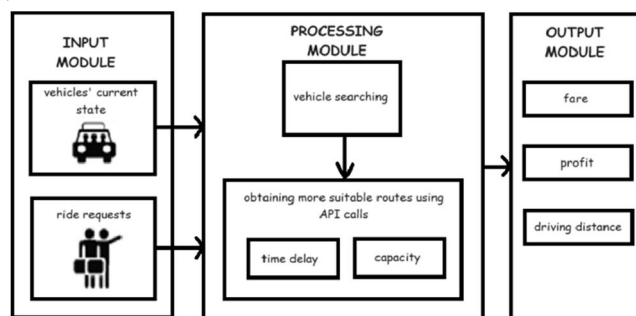 INPUT
MODULE
vehicles' current
state
ride requests
PROCESSING
MODULE
vehicle searching
obtaining more suitable routes using
API calls
time delay
capacity
OUTPUT
MODULE
fare
profit
driving distance